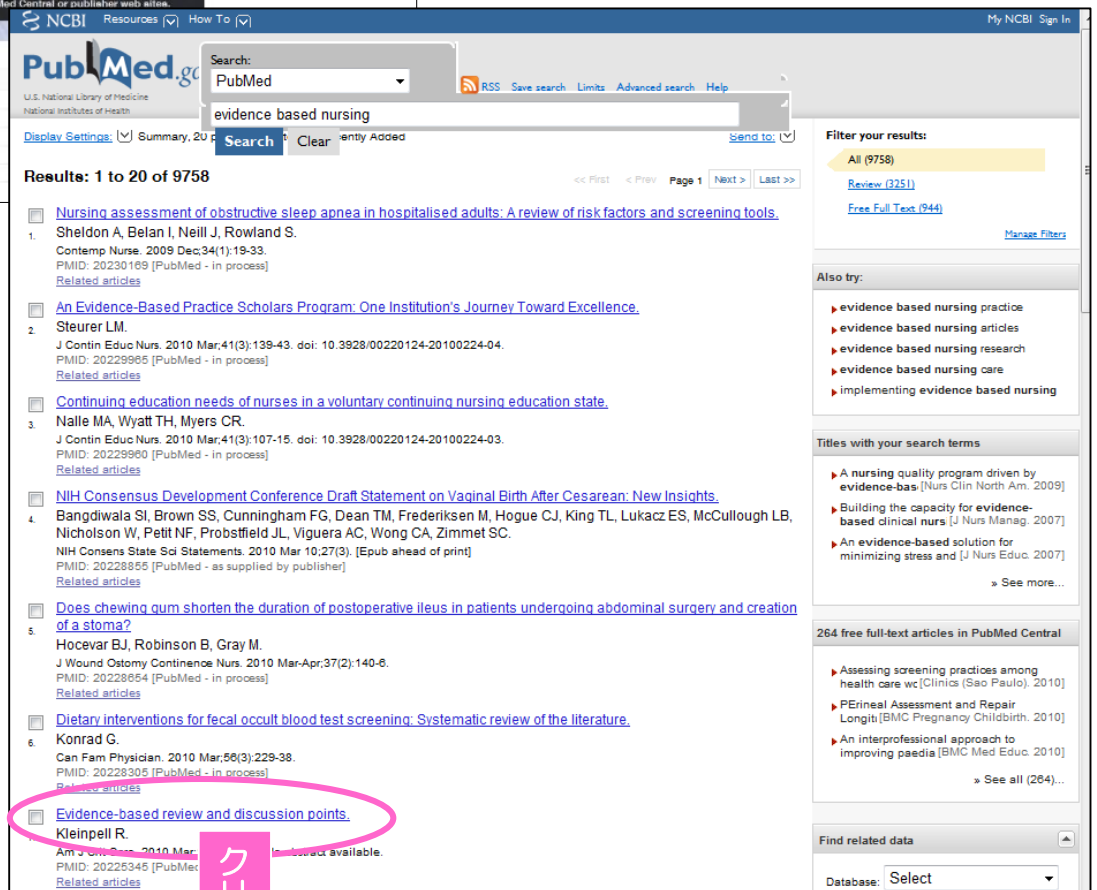 Med Central or publisher web sites.
NCBI Resources How To My NCBI Sign In
PubMed.go
U.S. National Library of Medicine
National Institutes of Health
Search:
PubMed
RSS Save search Limits Advanced search Help
evidence based nursing
Search Clear
Display Settings: Summary, 20 ently Added Send to:
Results: 1 to 20 of 9758
<< First < Prev Page 1 Next > Last >>
Nursing assessment of obstructive sleep apnea in hospitalised adults: A review of risk factors and screening tools.
1. Sheldon A, Belan I, Neill J, Rowland S.
Contemp Nurse. 2009 Dec;34(1):19-33.
PMID: 20230169 [PubMed - in process]
Related articles
An Evidence-Based Practice Scholars Program: One Institution's Journey Toward Excellence.
2. Steurer LM.
J Contin Educ Nurs. 2010 Mar;41(3):139-43. doi: 10.3928/00220124-20100224-04.
PMID: 20229965 [PubMed - in process]
Related articles
Continuing education needs of nurses in a voluntary continuing nursing education state.
3. Nalle MA, Wyatt TH, Myers CR.
J Contin Educ Nurs. 2010 Mar;41(3):107-15. doi: 10.3928/00220124-20100224-03.
PMID: 20229960 [PubMed - in process]
Related articles
NIH Consensus Development Conference Draft Statement on Vaginal Birth After Cesarean: New Insights.
4. Bangdiwala SI, Brown SS, Cunningham FG, Dean TM, Frederiksen M, Hogue CJ, King TL, Lukacz ES, McCullough LB,
Nicholson W, Petit NF, Probstfield JL, Viguera AC, Wong CA, Zimmet SC.
NIH Consens State Sci Statements. 2010 Mar 10;27(3). [Epub ahead of print]
PMID: 20228855 [PubMed - as supplied by publisher]
Related articles
Does chewing gum shorten the duration of postoperative ileus in patients undergoing abdominal surgery and creation
5. of a stoma?
Hocevar BJ, Robinson B, Gray M.
J Wound Ostomy Continence Nurs. 2010 Mar-Apr;37(2):140-6.
PMID: 20228654 [PubMed - in process]
Related articles
Dietary interventions for fecal occult blood test screening: Systematic review of the literature.
6. Konrad G.
Can Fam Physician. 2010 Mar;56(3):229-38.
PMID: 20228305 [PubMed - in process]
Related articles
Evidence-based review and discussion points.
Kleinpell R.
Am J Crit Care. 2010 Mar; abstract available.
PMID: 20225345 [PubMed
Related articles
ク
リ
Filter your results:
All (9758)
Review (3251)
Free Full Text (944)
Manage Filters
Also try:
evidence based nursing practice
evidence based nursing articles
evidence based nursing research
evidence based nursing care
implementing evidence based nursing
Titles with your search terms
A nursing quality program driven by
evidence-bas [Nurs Clin North Am. 2009]
Building the capacity for evidence-
based clinical nurs [J Nurs Manag. 2007]
An evidence-based solution for
minimizing stress and [J Nurs Educ. 2007]
» See more...
264 free full-text articles in PubMed Central
Assessing screening practices among
health care wc [Clinics (Sao Paulo). 2010]
PErineal Assessment and Repair
Longiti [BMC Pregnancy Childbirth. 2010]
An interprofessional approach to
improving paedia [BMC Med Educ. 2010]
» See all (264)...
Find related data
Database: Select